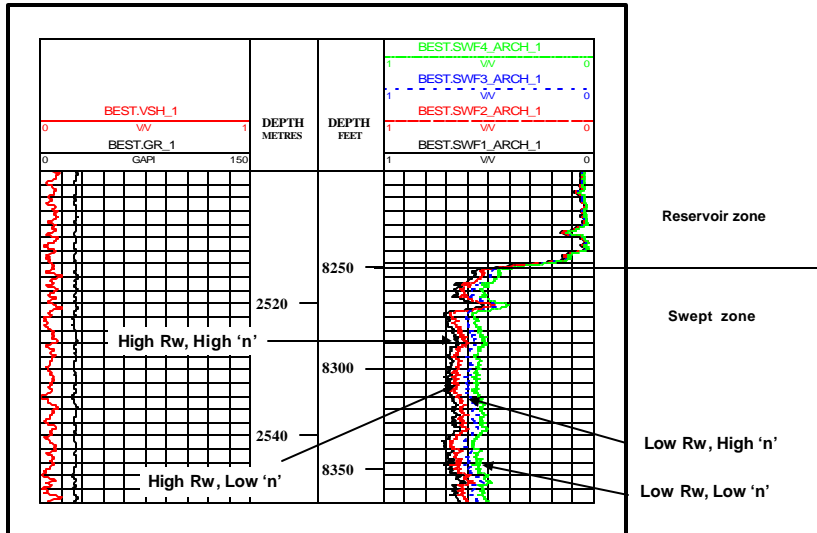 BEST.SWF4_ARCH_1
1 V/V 0
BEST.SWF3_ARCH_1
1 V/V 0
BEST.VSH_1
0 V/V 1
BEST.SWF2_ARCH_1
1 V/V 0
BEST.GR_1
0 GAPI 150
BEST.SWF1_ARCH_1
1 V/V 0
DEPTH
METRES
DEPTH
FEET
Reservoir zone
8250
2520
Swept zone
High Rw, High ‘n’
8300
2540
Low Rw, High ‘n’
8350
High Rw, Low ‘n’
Low Rw, Low ‘n’